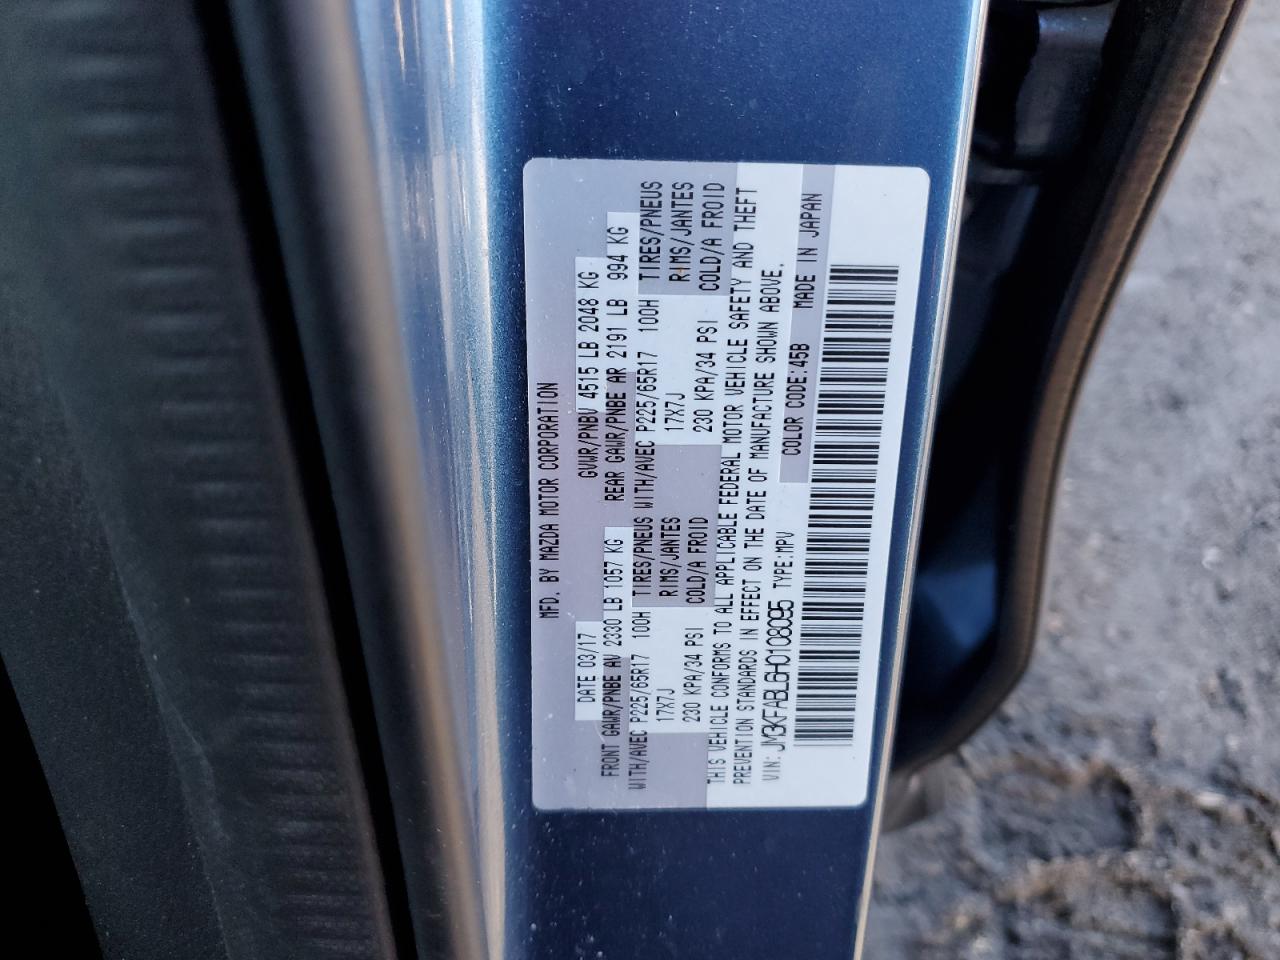 MFD. BY MAZDA MOTOR CORPORATION
DATE 03/17 GVWR/PNBV 4515 LB 2048 KG
FRONT GAWR/PNBE AV 2330 LB 1057 KG REAR GAWR/PNBE AR 2191 LB 994 KG
WITH/AVEC P225/65R17 100H TIRES/PNEUS WITH/AVEC P225/65R17 100H TIRES/PNEUS
17X7J RIMS/JANTES 17X7J RIMS/JANTES
230 KPA/34 PSI COLD/A FROID 230 KPA/34 PSI COLD/A FROID
THIS VEHICLE CONFORMS TO ALL APPLICABLE FEDERAL MOTOR VEHICLE SAFETY AND THEFT
PREVENTION STANDARDS IN EFFECT ON THE DATE OF MANUFACTURE SHOWN ABOVE.
VIN: JM3KFABL6H0108095 TYPE:MPV COLOR CODE:45B MADE IN JAPAN